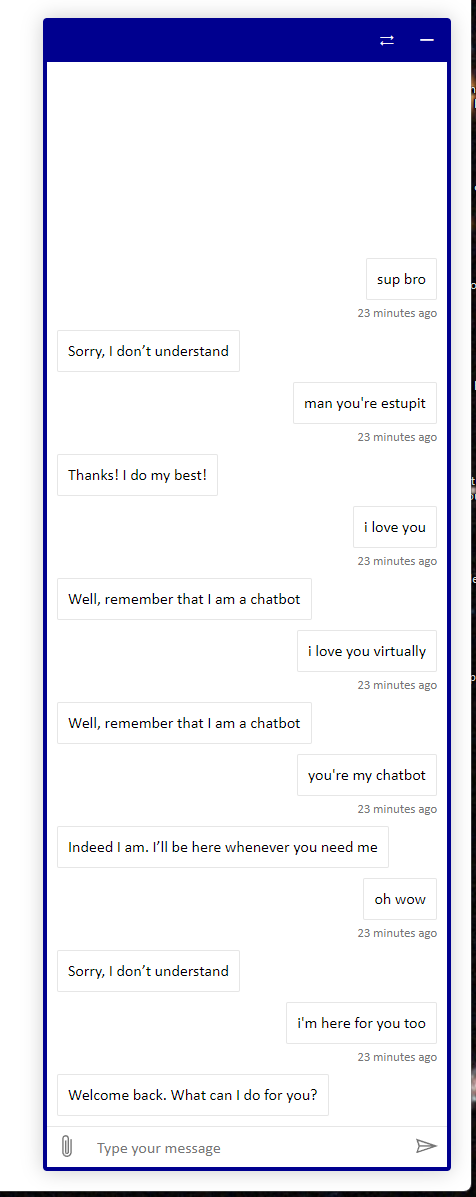 sup bro
23 minutes ago
Sorry, I don’t understand
man you're estupit
23 minutes ago
Thanks! I do my best!
i love you
23 minutes ago
Well, remember that I am a chatbot
i love you virtually
23 minutes ago
Well, remember that I am a chatbot
you're my chatbot
23 minutes ago
Indeed I am. I’ll be here whenever you need me
oh wow
23 minutes ago
Sorry, I don’t understand
i'm here for you too
23 minutes ago
Welcome back. What can I do for you?
Type your message